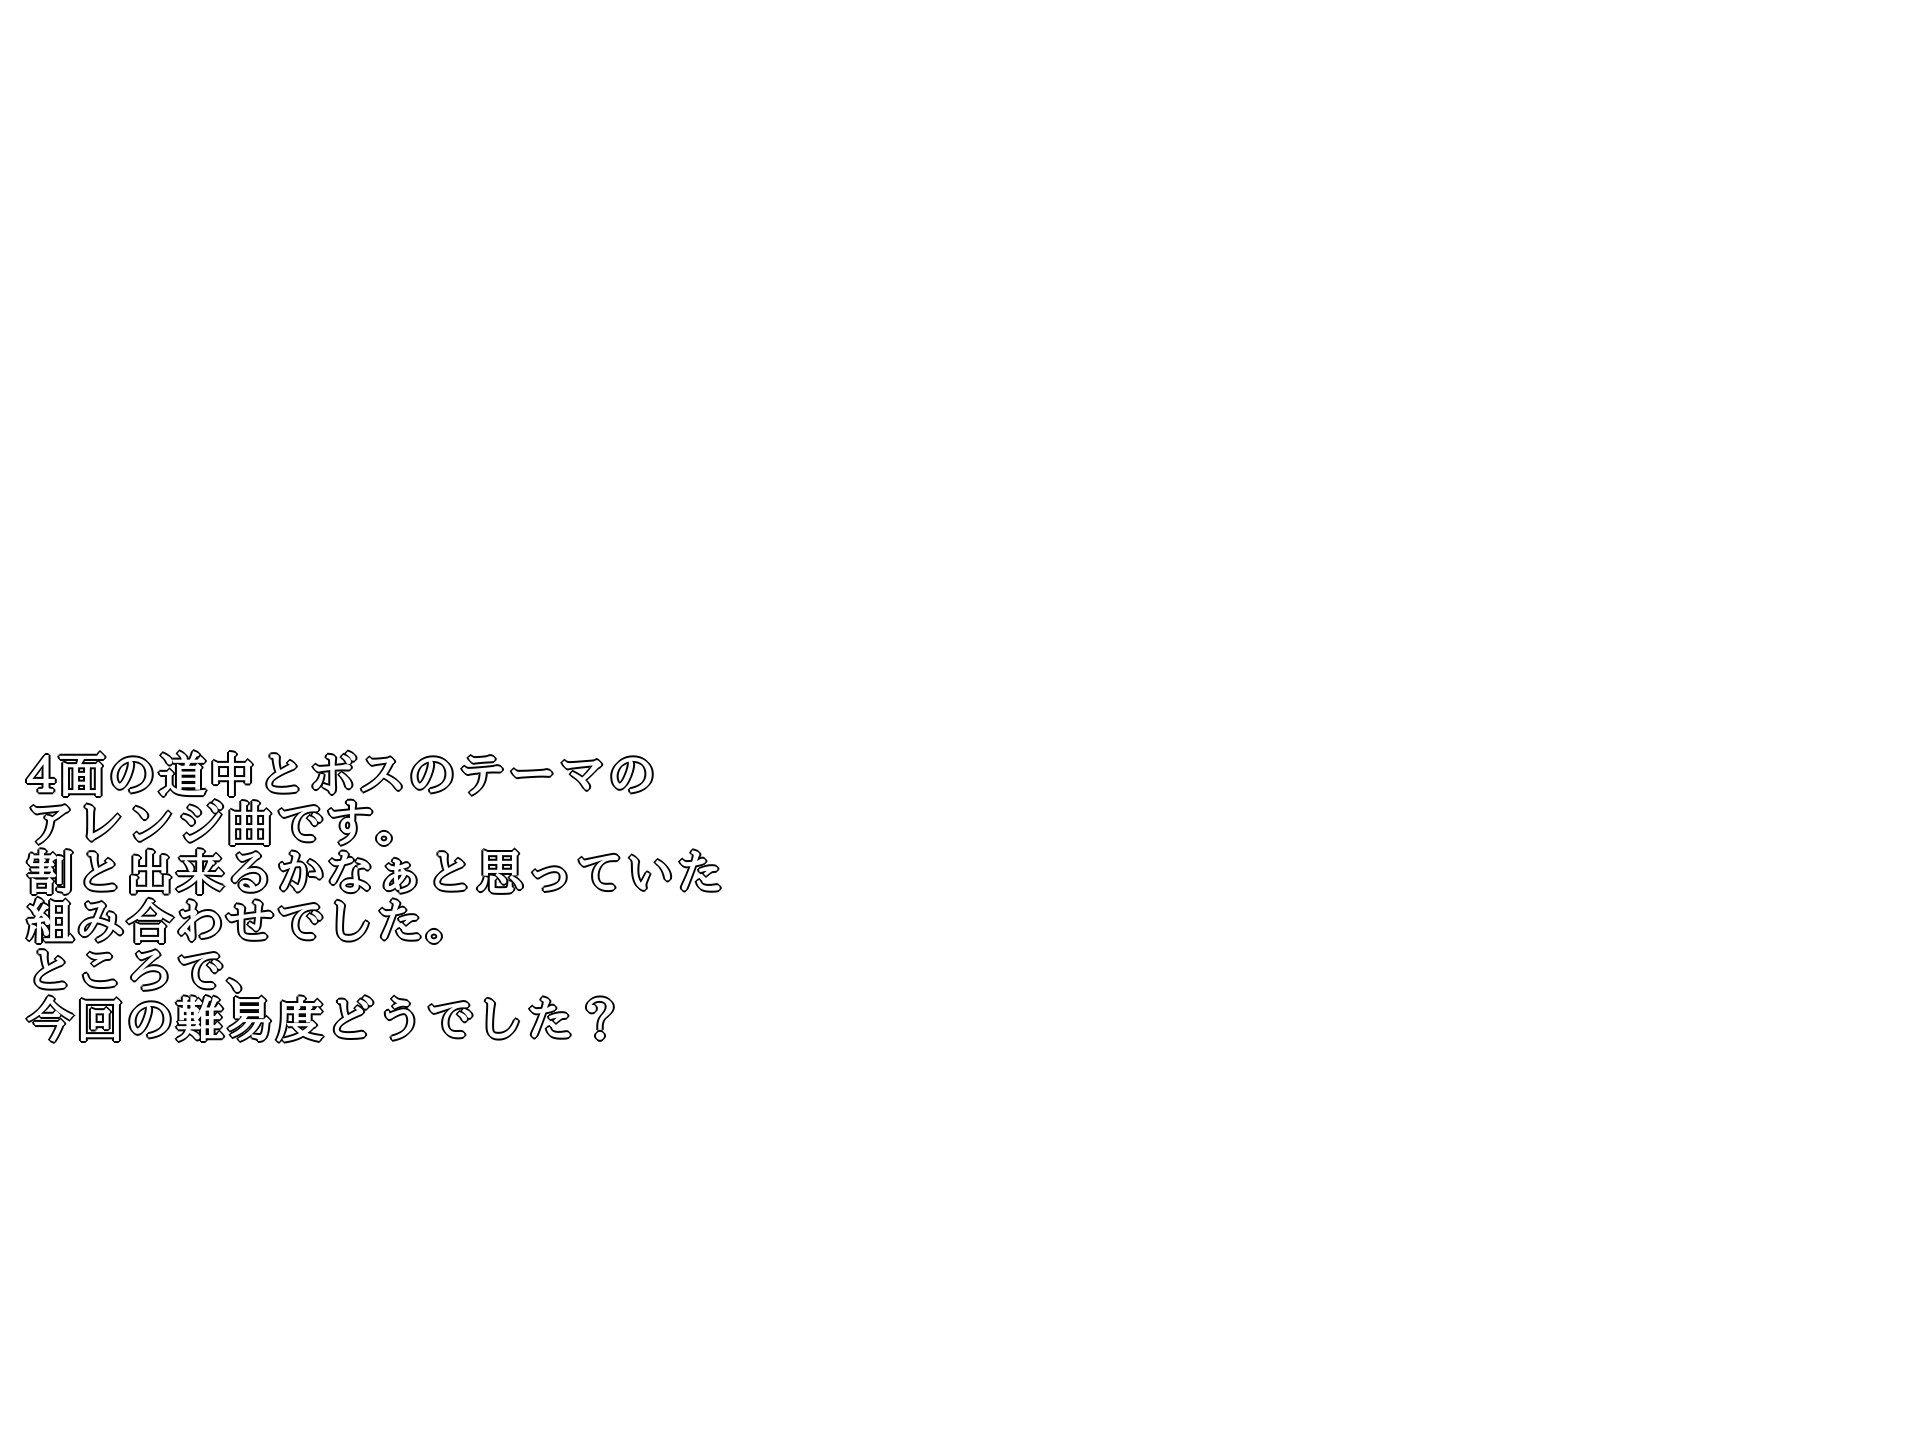 4面の道中とボスのテーマの
アレンジ曲です。
割と出来るかなぁと思っていた
組み合わせでした。
ところで、
今回の難易度どうでした？